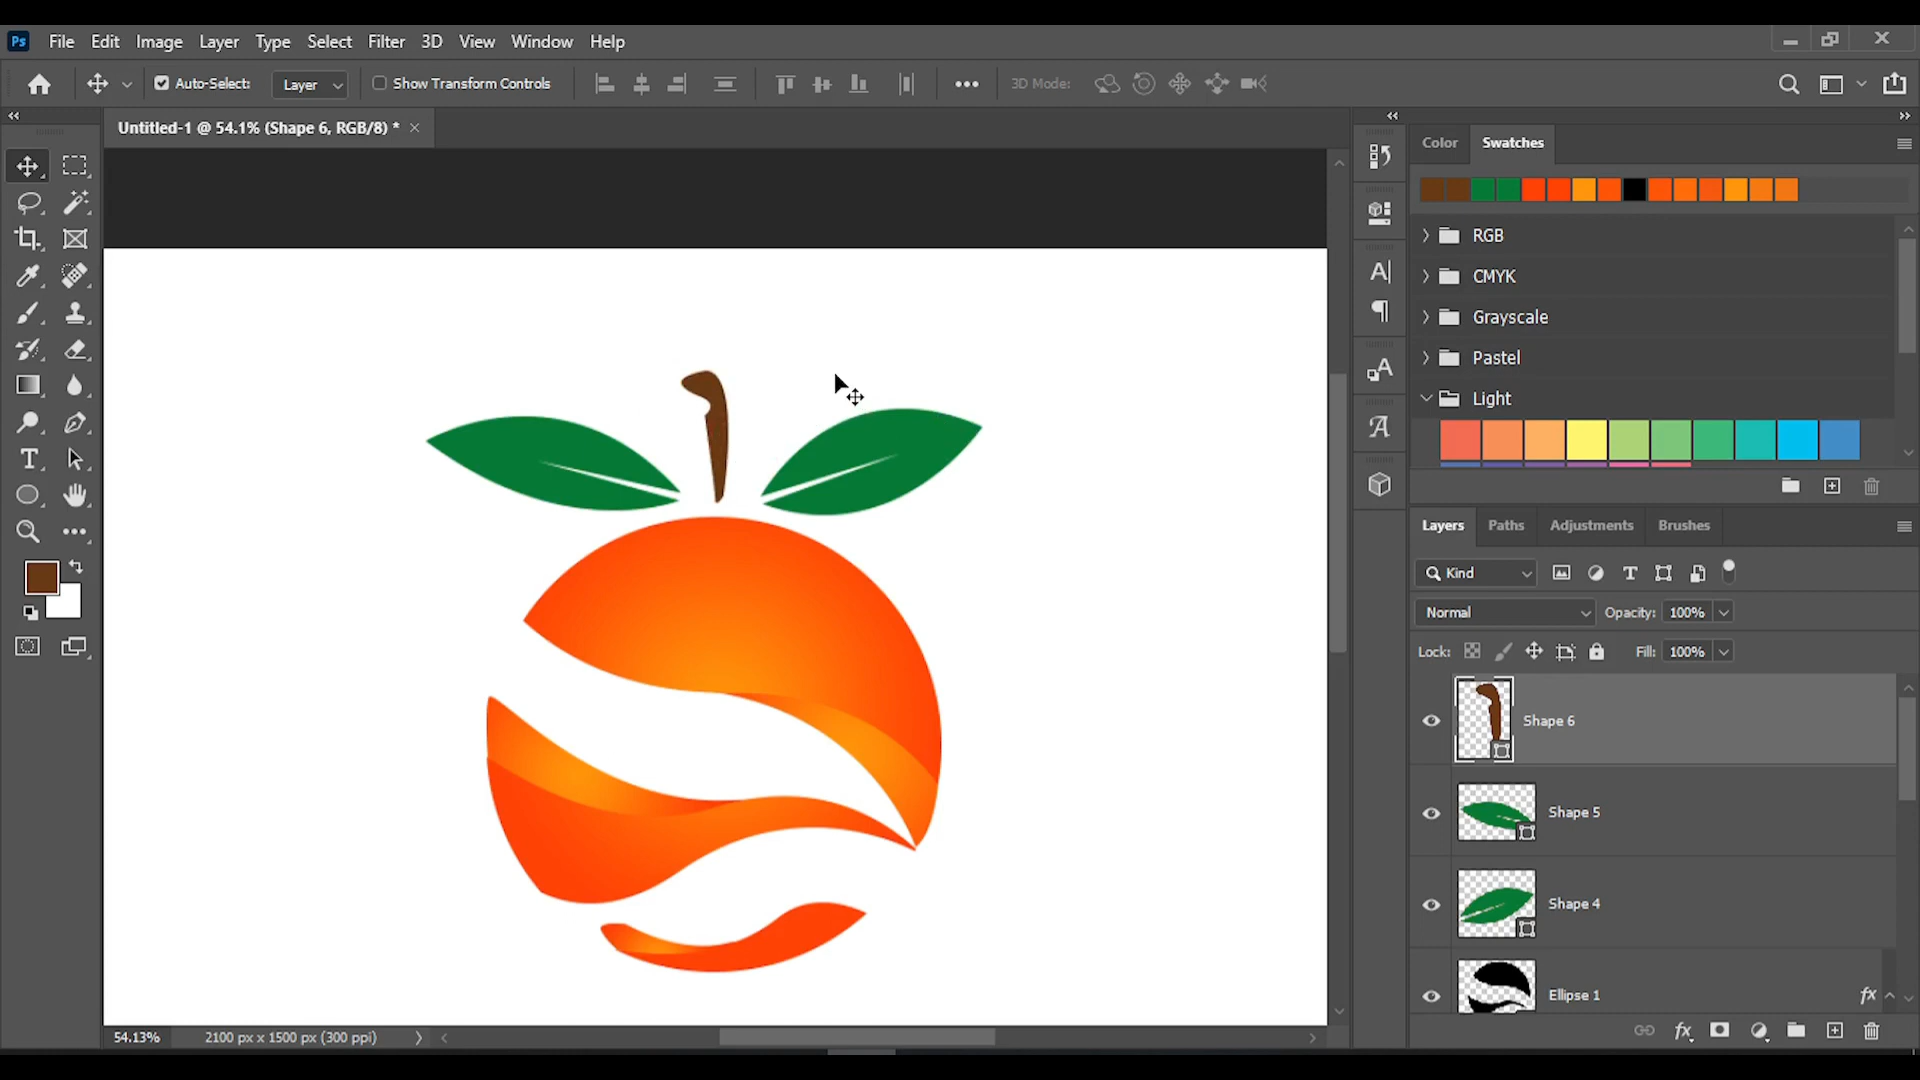 Ps File Edit Image Layer Type Select Filter 3D View Window Help
Auto-Select: Layer Show Transform Controls 3D Mode:
Untitled-1 @ 54.1% (Shape 6, RGB/8) *
Color Swatches
RGB
CMYK
Grayscale
Pastel
Light
Layers Paths Adjustments Brushes
Kind
Normal Opacity: 100%
Lock: Fill: 100%
Shape 6
Shape 5
Shape 4
Ellipse 1 fx
54.13% 2100 px x 1500 px (300 ppi)
fx